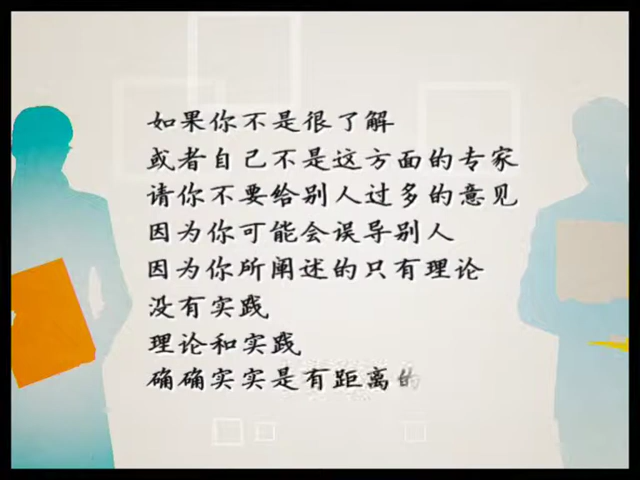 如果你不是很了解
或者自己不是这方面的专家
请你不要给别人过多的意见
因为你可能会误导别人
因为你所阐述的只有理论
没有实践
理论和实践
确确实实是有距离的